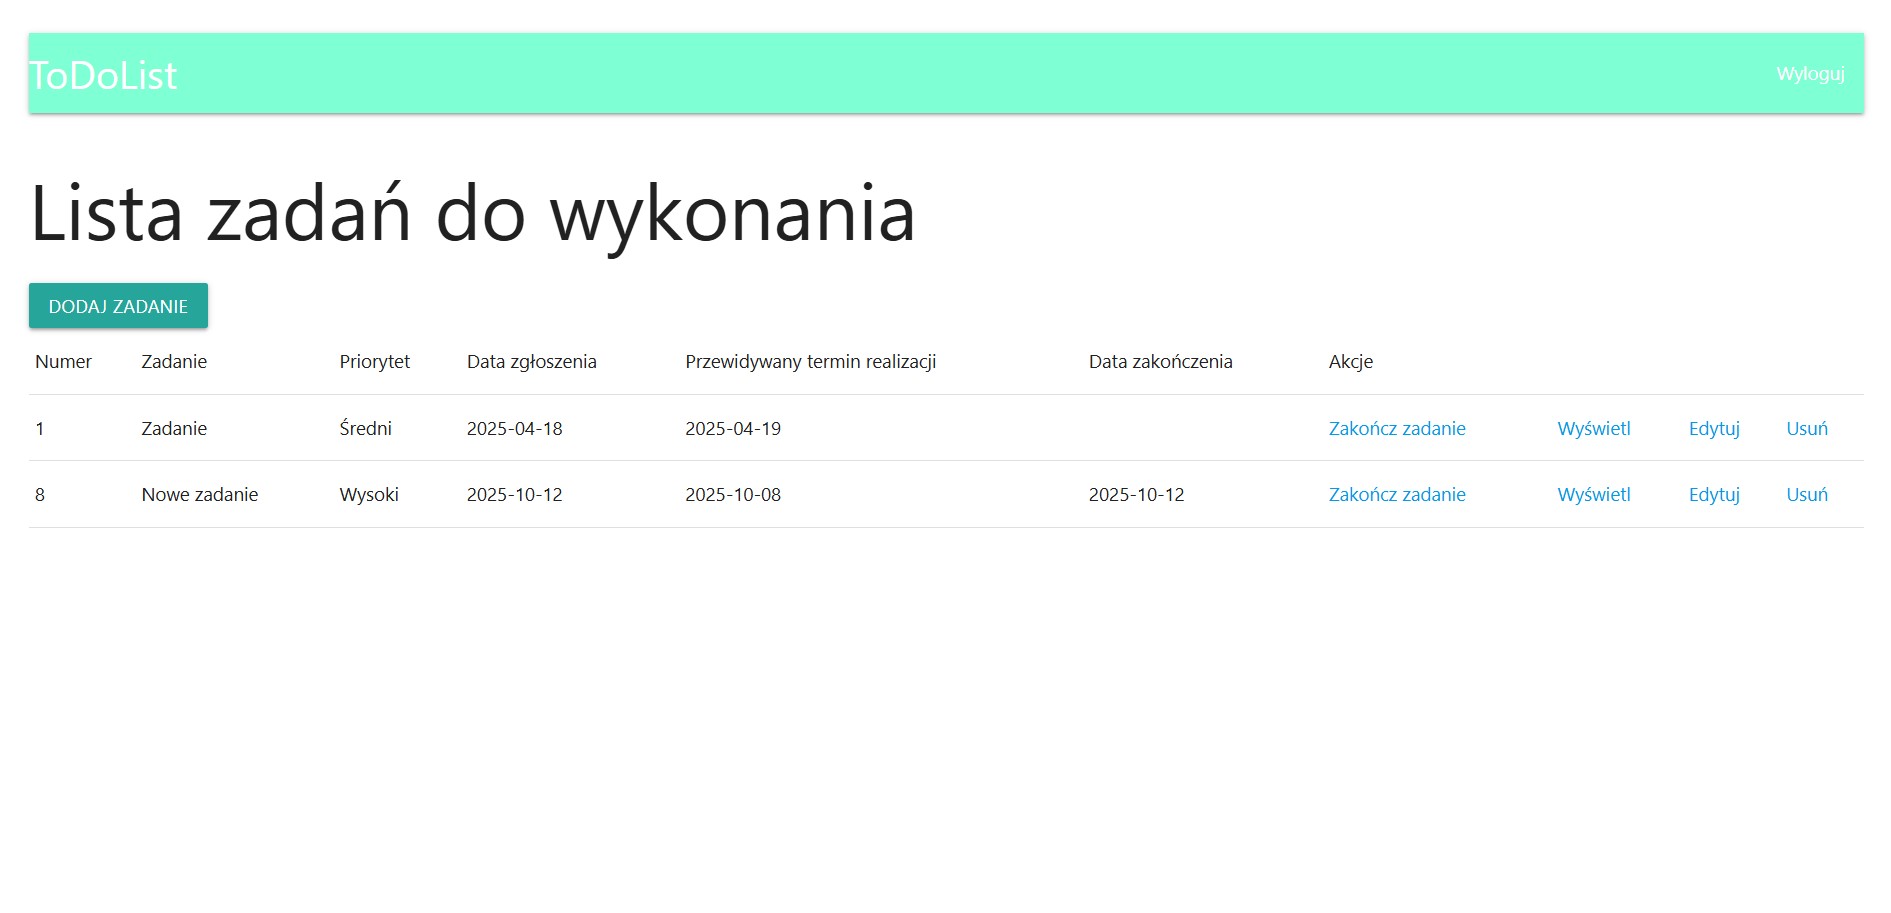 ToDoList Wyloguj
Lista zadań do wykonania
DODAJ ZADANIE
Numer Zadanie Priorytet Data zgłoszenia Przewidywany termin realizacji Data zakończenia Akcje
1 Zadanie Średni 2025-04-18 2025-04-19 Zakończ zadanie Wyświetl Edytuj Usuń
8 Nowe zadanie Wysoki 2025-10-12 2025-10-08 2025-10-12 Zakończ zadanie Wyświetl Edytuj Usuń